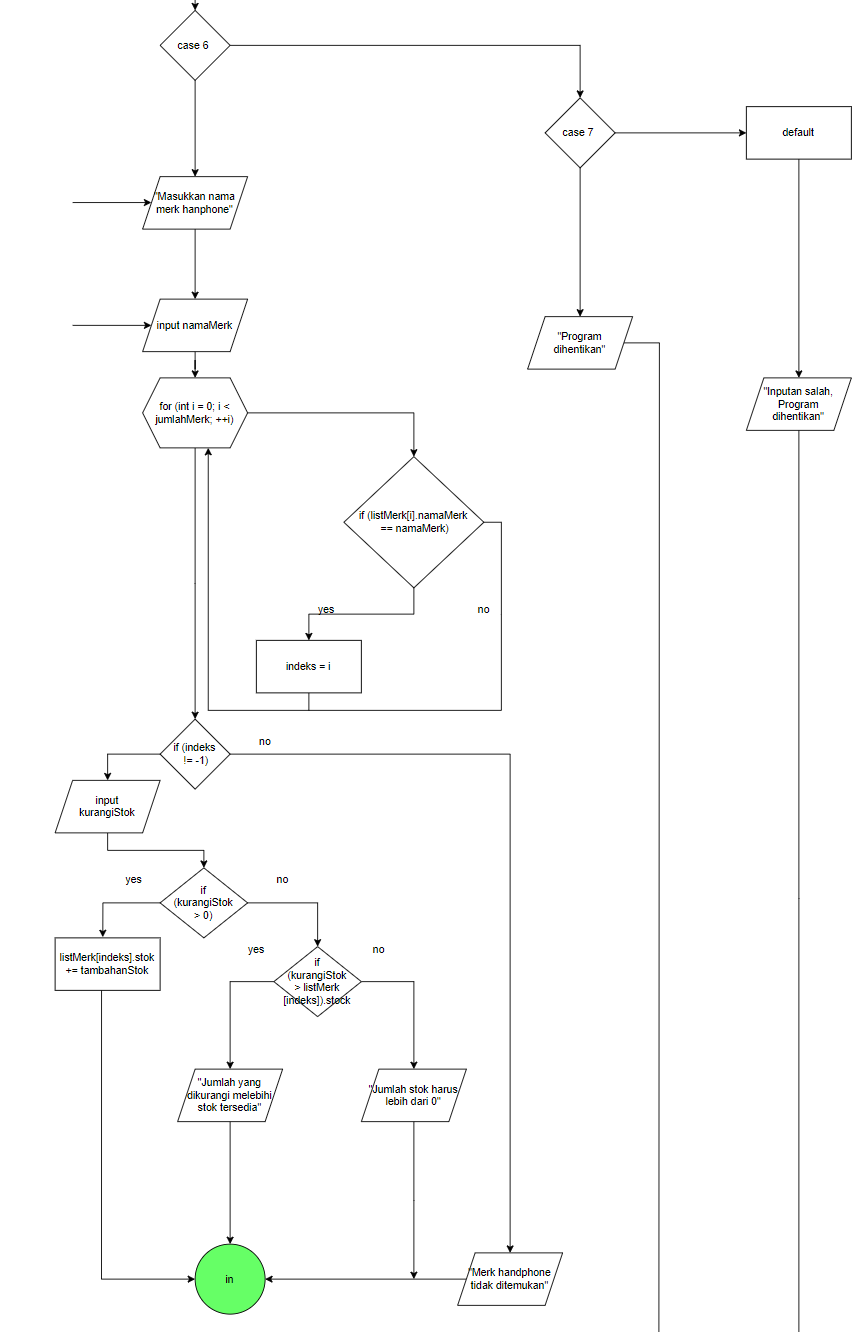 case 6
case 7
default
"Masukkan nama
merk hanphone"
input namaMerk
"Program
dihentikan"
"Inputan salah,
Program
dihentikan"
for (int i = 0; i <
jumlahMerk; ++i)
if (listMerk[i].namaMerk
== namaMerk)
yes
no
indeks = i
if (indeks
!= -1)
no
input
kurangiStok
yes
no
if
(kurangiStok
> 0)
listMerk[indeks].stok
+= tambahanStok
yes
no
if
(kurangiStok
> listMerk
[indeks]).stock
"Jumlah yang
dikurangi melebihi
stok tersedia"
"Jumlah stok harus
lebih dari 0"
in
"Merk handphone
tidak ditemukan"